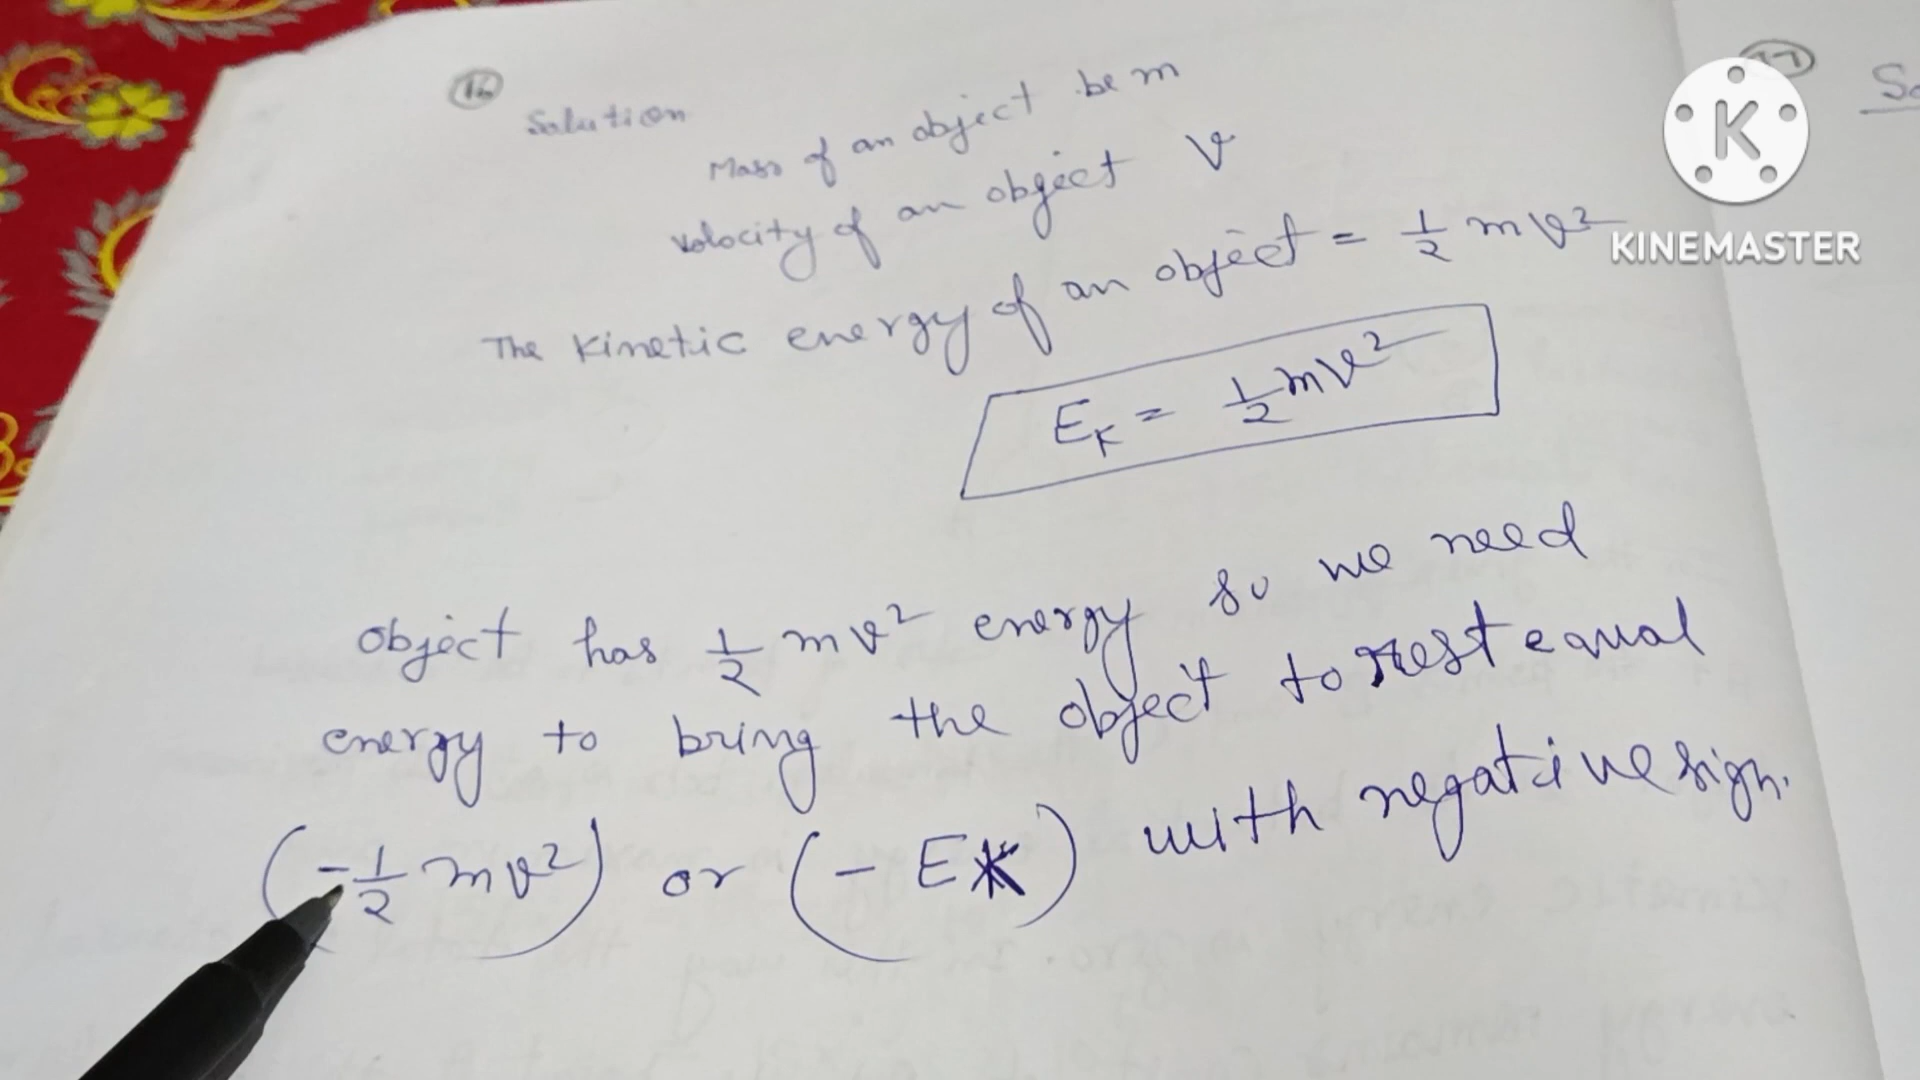 16
Solution
Mass of an object be m
Velocity of an object V
The Kinetic energy of an object = 1/2 mv²
E_K = 1/2 mv²
object has 1/2 mv² energy so we need
energy to bring the object to rest equal
(-1/2 mv²) or (- EK) with negative sign.
17
So
K
KINEMASTER